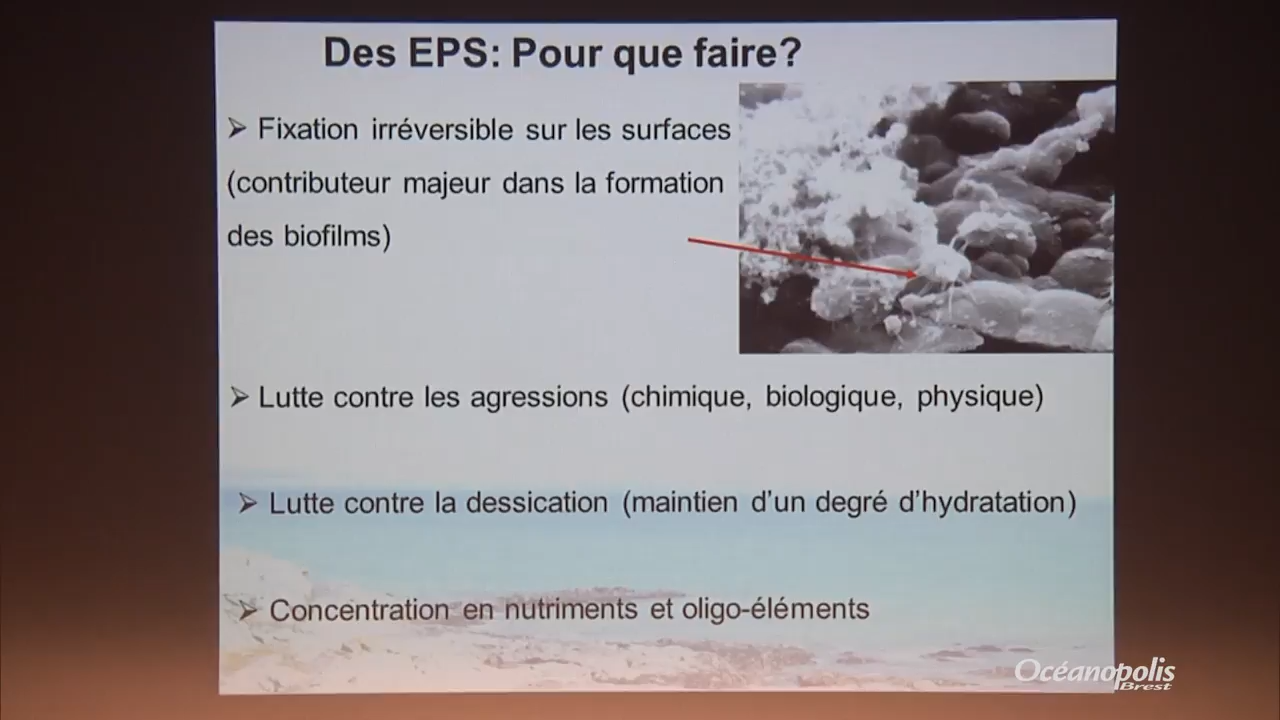 Des EPS: Pour que faire?
➢ Fixation irréversible sur les surfaces
(contributeur majeur dans la formation
des biofilms)
➢ Lutte contre les agressions (chimique, biologique, physique)
➢ Lutte contre la dessication (maintien d'un degré d'hydratation)
➢ Concentration en nutriments et oligo-éléments
Océanopolis
Brest